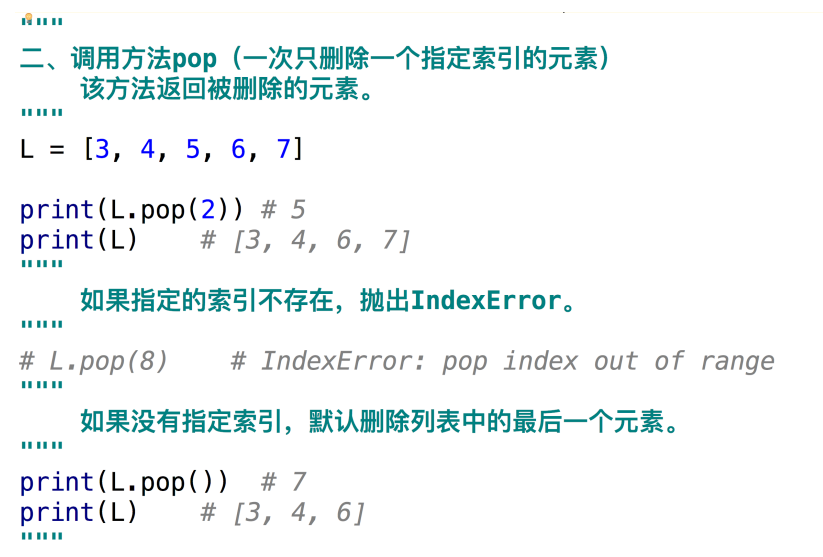 """
二、调用方法pop（一次只删除一个指定索引的元素）
    该方法返回被删除的元素。
"""
L = [3, 4, 5, 6, 7]
print(L.pop(2)) # 5
print(L)    # [3, 4, 6, 7]
"""
    如果指定的索引不存在，抛出IndexError。
"""
# L.pop(8)    # IndexError: pop index out of range
"""
    如果没有指定索引，默认删除列表中的最后一个元素。
"""
print(L.pop())  # 7
print(L)    # [3, 4, 6]
"""